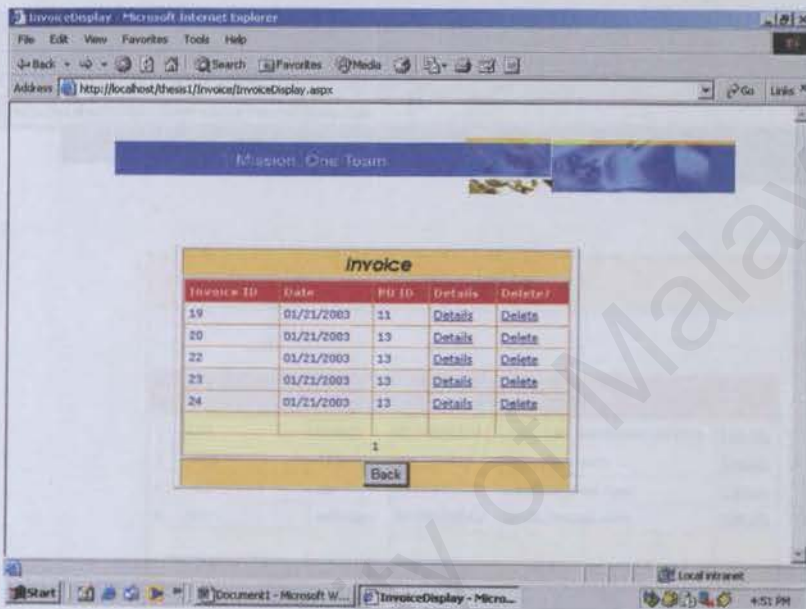 InvoiceDisplay - Microsoft Internet Explorer
File Edit View Favorites Tools Help
Back Search Favorites Media
Address http://localhost/thesis1/Invoice/InvoiceDisplay.aspx Go Links
Mission One Team
Invoice
Invoice ID Date PO ID Details Delete?
19 01/21/2003 11 Details Delete
20 01/21/2003 13 Details Delete
22 01/21/2003 13 Details Delete
23 01/21/2003 13 Details Delete
24 01/21/2003 13 Details Delete
1
Back
Local intranet
Start Document1 - Microsoft W... InvoiceDisplay - Micro... 4:51 PM
of Malay